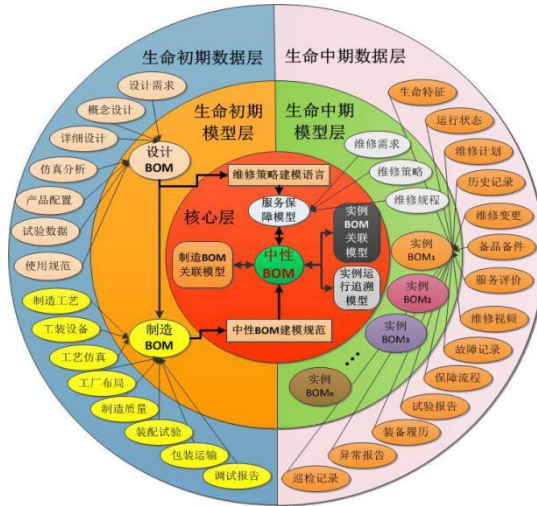 生命初期数据层
生命中期数据层
生命初期
模型层
生命中期
模型层
核心层
设计需求
概念设计
详细设计
仿真分析
产品配置
试验数据
使用规范
设计
BOM
制造工艺
工装设备
工艺仿真
工厂布局
制造质量
装配试验
包装运输
调试报告
制造
BOM
维修策略建模语言
服务保
障模型
制造BOM
关联模型
中性
BOM
实例
BOM
关联
模型
实例运
行追溯
模型
中性BOM建模规范
维修需求
维修策略
维修规程
实例
BOM₁
实例
BOM₂
实例
BOM₃
...
实例
BOMₙ
生命特征
运行状态
维修计划
历史记录
维修变更
备品备件
服务评价
维修视频
故障记录
保障流程
试验报告
装备履历
异常报告
巡检记录